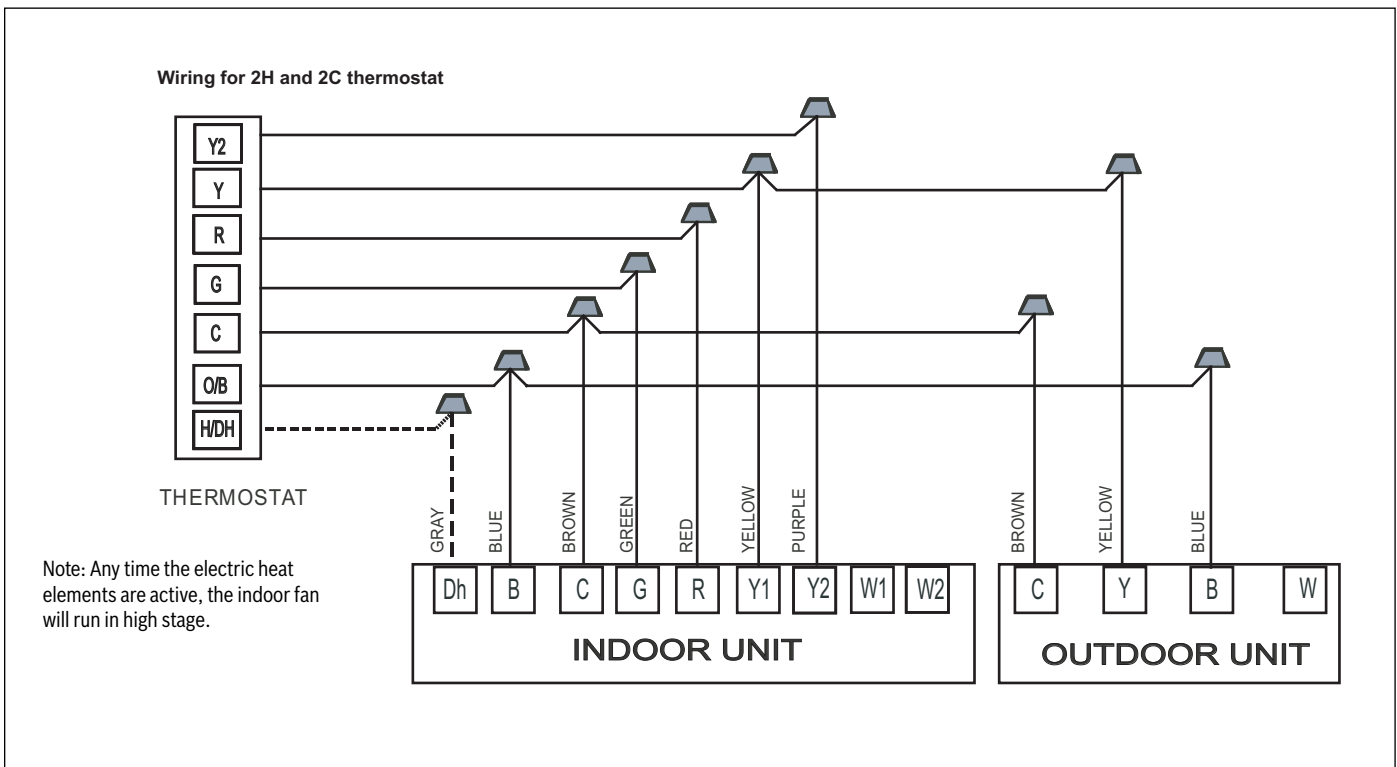 Wiring for 2H and 2C thermostat
Y2
Y
R
G
C
O/B
H/DH
THERMOSTAT
Note: Any time the electric heat
elements are active, the indoor fan
will run in high stage.
GRAY
BLUE
BROWN
GREEN
RED
YELLOW
PURPLE
BROWN
YELLOW
BLUE
Dh B C G R Y1 Y2 W1 W2
C Y B W
INDOOR UNIT
OUTDOOR UNIT